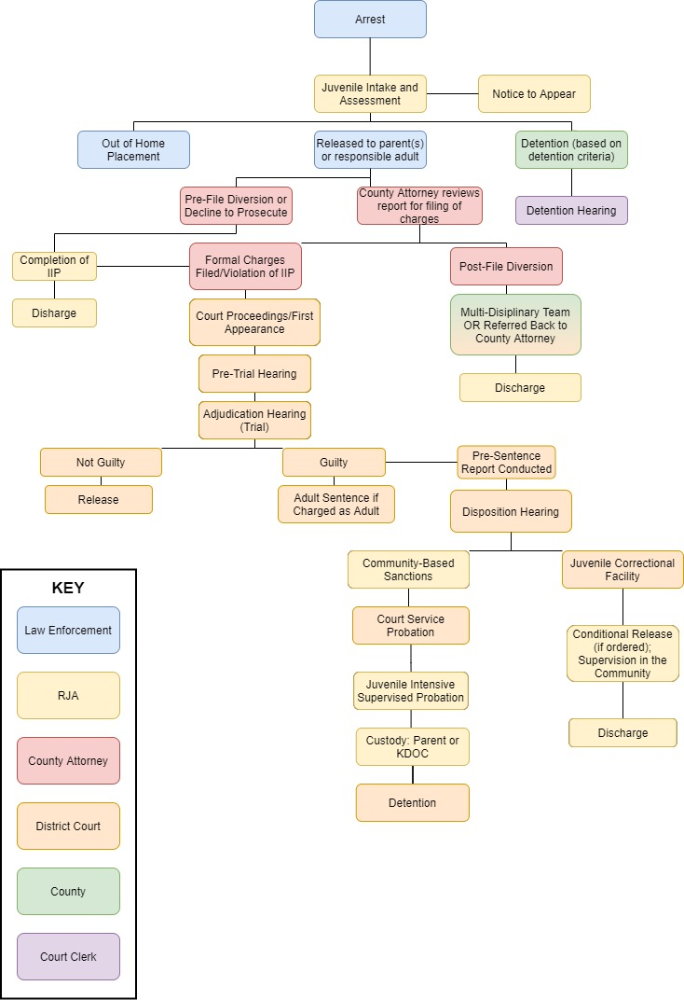 Arrest
Juvenile Intake and
Assessment
Notice to Appear
Out of Home
Placement
Released to parent(s)
or responsible adult
Detention (based on
detention criteria)
Pre-File Diversion or
Decline to Prosecute
County Attorney reviews
report for filing of
charges
Detention Hearing
Completion of
IIP
Formal Charges
Filed/Violation of IIP
Post-File Diversion
Disharge
Court Proceedings/First
Appearance
Multi-Disiplinary Team
OR Referred Back to
County Attorney
Pre-Trial Hearing
Discharge
Adjudication Hearing
(Trial)
Not Guilty
Guilty
Pre-Sentence
Report Conducted
Release
Adult Sentence if
Charged as Adult
Disposition Hearing
Community-Based
Sanctions
Juvenile Correctional
Facility
Court Service
Probation
Conditional Release
(if ordered);
Supervision in the
Community
Juvenile Intensive
Supervised Probation
Discharge
Custody: Parent or
KDOC
Detention
KEY
Law Enforcement
RJA
County Attorney
District Court
County
Court Clerk